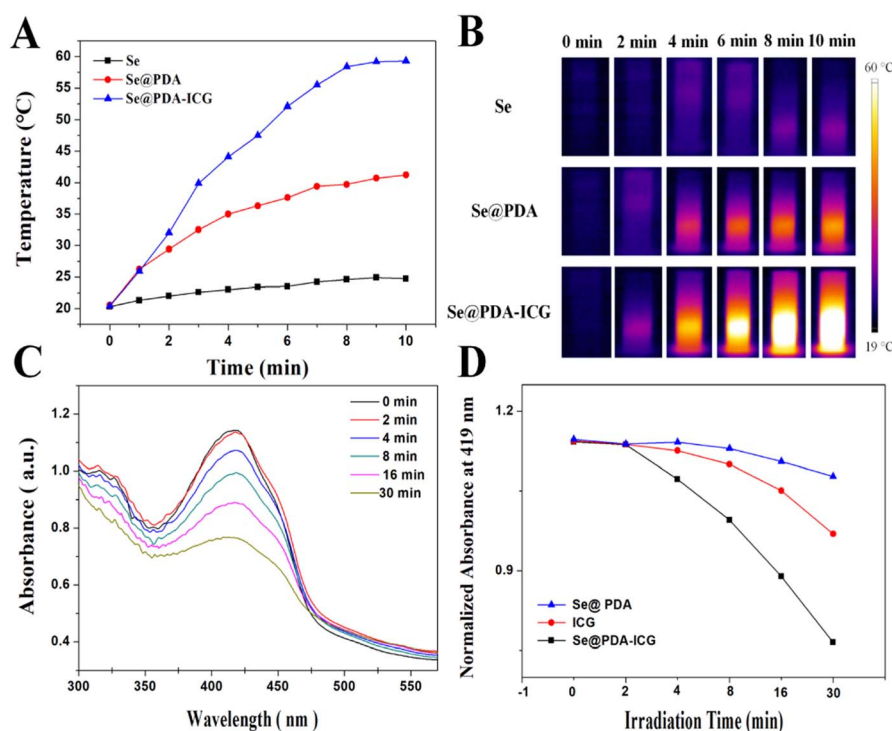 A
Temperature (°C)
60
55
50
45
40
35
30
25
20
Se
Se@PDA
Se@PDA-ICG
0 2 4 6 8 10
Time (min)
B
0 min 2 min 4 min 6 min 8 min 10 min
Se
Se@PDA
Se@PDA-ICG
60 °C
19 °C
C
Absorbance ( a.u.)
1.2
1.0
0.8
0.6
0.4
0 min
2 min
4 min
8 min
16 min
30 min
300 350 400 450 500 550
Wavelength ( nm )
D
Normalized Absorbance at 419 nm
1.2
0.9
Se@ PDA
ICG
Se@PDA-ICG
-1 0 2 4 8 16 30
Irradiation Time (min)